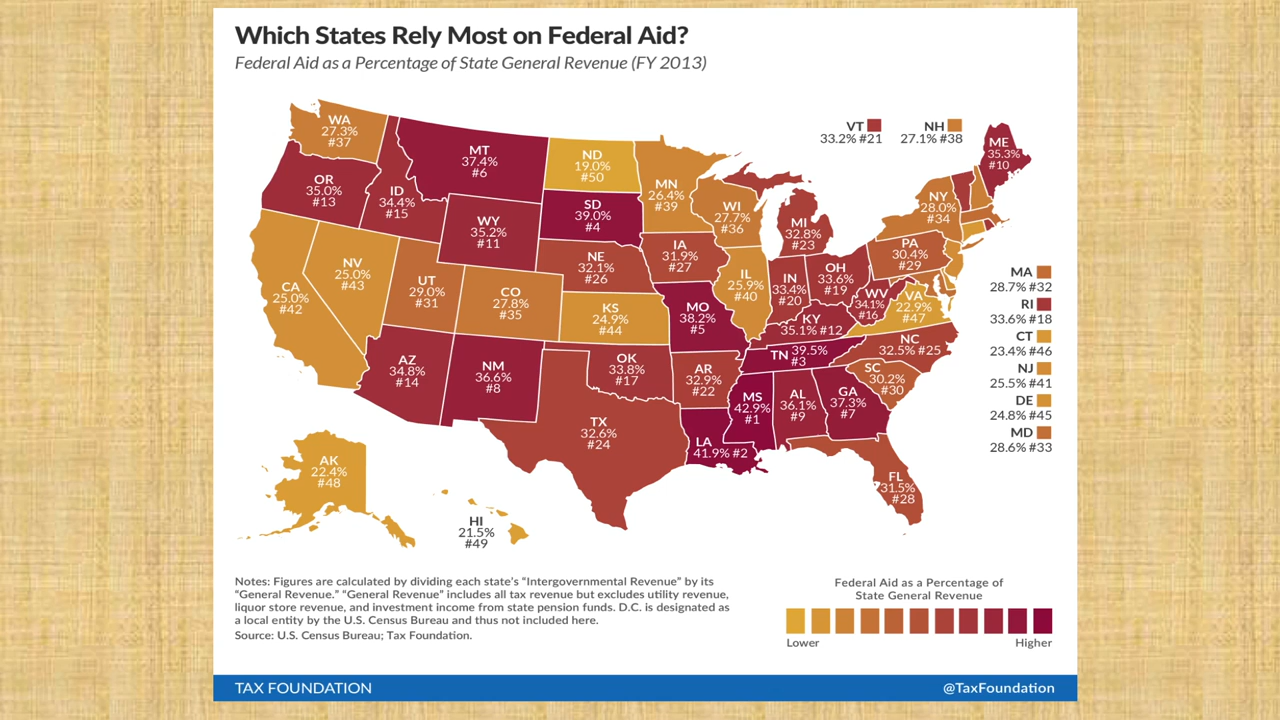 Which States Rely Most on Federal Aid?
Federal Aid as a Percentage of State General Revenue (FY 2013)
WA
27.3%
#37
MT
37.4%
#6
ND
19.0%
#50
MN
26.4%
#39
VT
33.2% #21
NH
27.1% #38
ME
35.3%
#10
OR
35.0%
#13
ID
34.4%
#15
WY
35.2%
#11
SD
39.0%
#4
WI
27.7%
#36
MI
32.8%
#23
NY
28.0%
#34
NV
25.0%
#43
CA
25.0%
#42
UT
29.0%
#31
CO
27.8%
#35
NE
32.1%
#26
IA
31.9%
#27
IL
25.9%
#40
IN
33.4%
#20
OH
33.6%
#19
PA
30.4%
#29
WV
34.1%
#16
VA
22.9%
#47
KS
24.9%
#44
MO
38.2%
#5
KY
35.1% #12
MA
28.7% #32
RI
33.6% #18
CT
23.4% #46
NJ
25.5% #41
DE
24.8% #45
MD
28.6% #33
AZ
34.8%
#14
NM
36.6%
#8
OK
33.8%
#17
AR
32.9%
#22
TN 39.5%
#3
NC
32.5% #25
SC
30.2%
#30
TX
32.6%
#24
LA
41.9% #2
MS
42.9%
#1
AL
36.1%
#9
GA
37.3%
#7
FL
31.5%
#28
AK
22.4%
#48
HI
21.5%
#49
Notes: Figures are calculated by dividing each state's "Intergovernmental Revenue" by its
"General Revenue." "General Revenue" includes all tax revenue but excludes utility revenue,
liquor store revenue, and investment income from state pension funds. D.C. is designated as
a local entity by the U.S. Census Bureau and thus not included here.
Source: U.S. Census Bureau; Tax Foundation.
Federal Aid as a Percentage of
State General Revenue
Lower
Higher
TAX FOUNDATION
@TaxFoundation